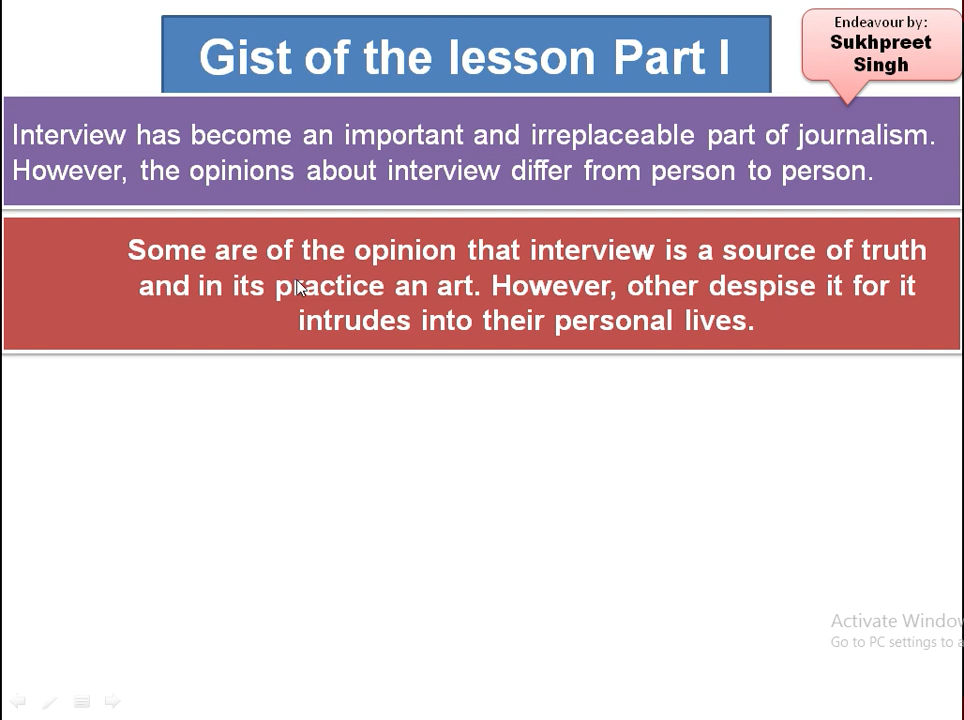 Gist of the lesson Part I
Endeavour by:
Sukhpreet
Singh
Interview has become an important and irreplaceable part of journalism.
However, the opinions about interview differ from person to person.
Some are of the opinion that interview is a source of truth
and in its practice an art. However, other despise it for it
intrudes into their personal lives.
Activate Window
Go to PC settings to a